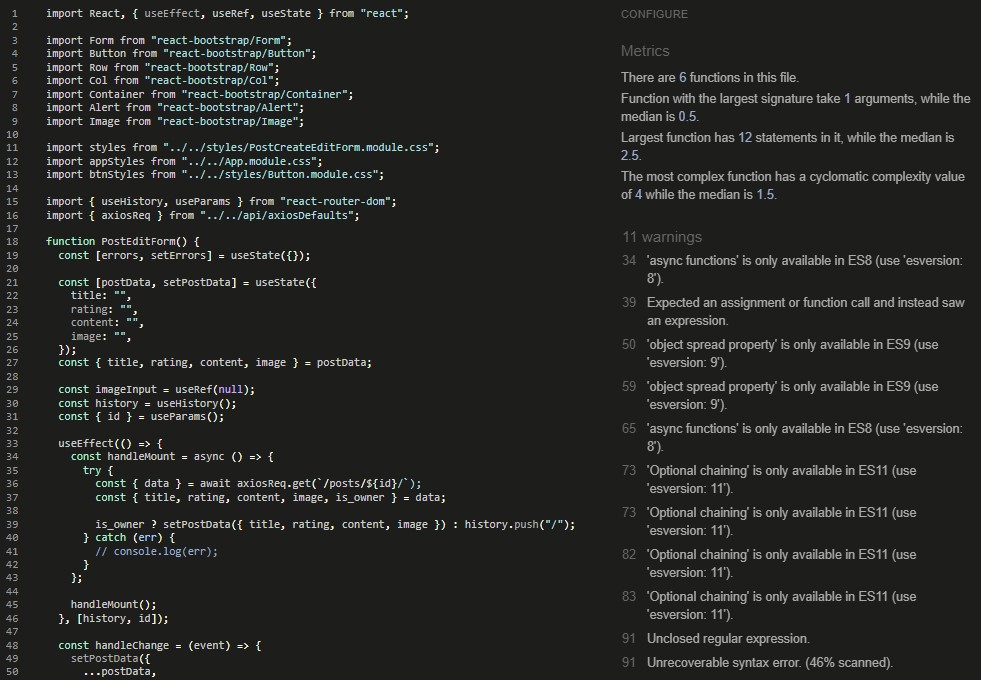 1 import React, { useEffect, useRef, useState } from "react";
2
3 import Form from "react-bootstrap/Form";
4 import Button from "react-bootstrap/Button";
5 import Row from "react-bootstrap/Row";
6 import Col from "react-bootstrap/Col";
7 import Container from "react-bootstrap/Container";
8 import Alert from "react-bootstrap/Alert";
9 import Image from "react-bootstrap/Image";
10
11 import styles from "../../styles/PostCreateEditForm.module.css";
12 import appStyles from "../../App.module.css";
13 import btnStyles from "../../styles/Button.module.css";
14
15 import { useHistory, useParams } from "react-router-dom";
16 import { axiosReq } from "../../api/axiosDefaults";
17
18 function PostEditForm() {
19   const [errors, setErrors] = useState({});
20
21   const [postData, setPostData] = useState({
22     title: "",
23     rating: "",
24     content: "",
25     image: "",
26   });
27   const { title, rating, content, image } = postData;
28
29   const imageInput = useRef(null);
30   const history = useHistory();
31   const { id } = useParams();
32
33   useEffect(() => {
34     const handleMount = async () => {
35       try {
36         const { data } = await axiosReq.get(`/posts/${id}/`);
37         const { title, rating, content, image, is_owner } = data;
38
39         is_owner ? setPostData({ title, rating, content, image }) : history.push("/");
40       } catch (err) {
41         // console.log(err);
42       }
43     };
44
45     handleMount();
46   }, [history, id]);
47
48   const handleChange = (event) => {
49     setPostData({
50       ...postData,
CONFIGURE
Metrics
There are 6 functions in this file.
Function with the largest signature take 1 arguments, while the
median is 0.5.
Largest function has 12 statements in it, while the median is
2.5.
The most complex function has a cyclomatic complexity value
of 4 while the median is 1.5.
11 warnings
34 'async functions' is only available in ES8 (use 'esversion:
8').
39 Expected an assignment or function call and instead saw
an expression.
50 'object spread property' is only available in ES9 (use
'esversion: 9').
59 'object spread property' is only available in ES9 (use
'esversion: 9').
65 'async functions' is only available in ES8 (use 'esversion:
8').
73 'Optional chaining' is only available in ES11 (use
'esversion: 11').
73 'Optional chaining' is only available in ES11 (use
'esversion: 11').
82 'Optional chaining' is only available in ES11 (use
'esversion: 11').
83 'Optional chaining' is only available in ES11 (use
'esversion: 11').
91 Unclosed regular expression.
91 Unrecoverable syntax error. (46% scanned).